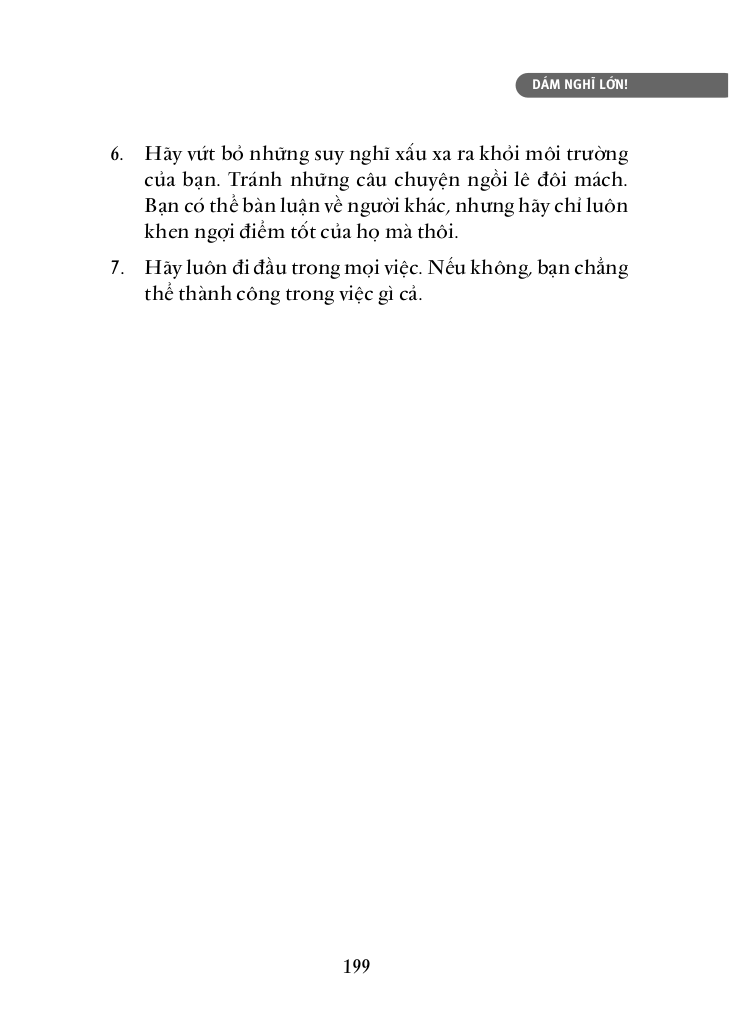 DÁM NGHĨ LỚN!
6. Hãy vứt bỏ những suy nghĩ xấu xa ra khỏi môi trường
của bạn. Tránh những câu chuyện ngồi lê đôi mách.
Bạn có thể bàn luận về người khác, nhưng hãy chỉ luôn
khen ngợi điểm tốt của họ mà thôi.
7. Hãy luôn đi đầu trong mọi việc. Nếu không, bạn chẳng
thể thành công trong việc gì cả.
199